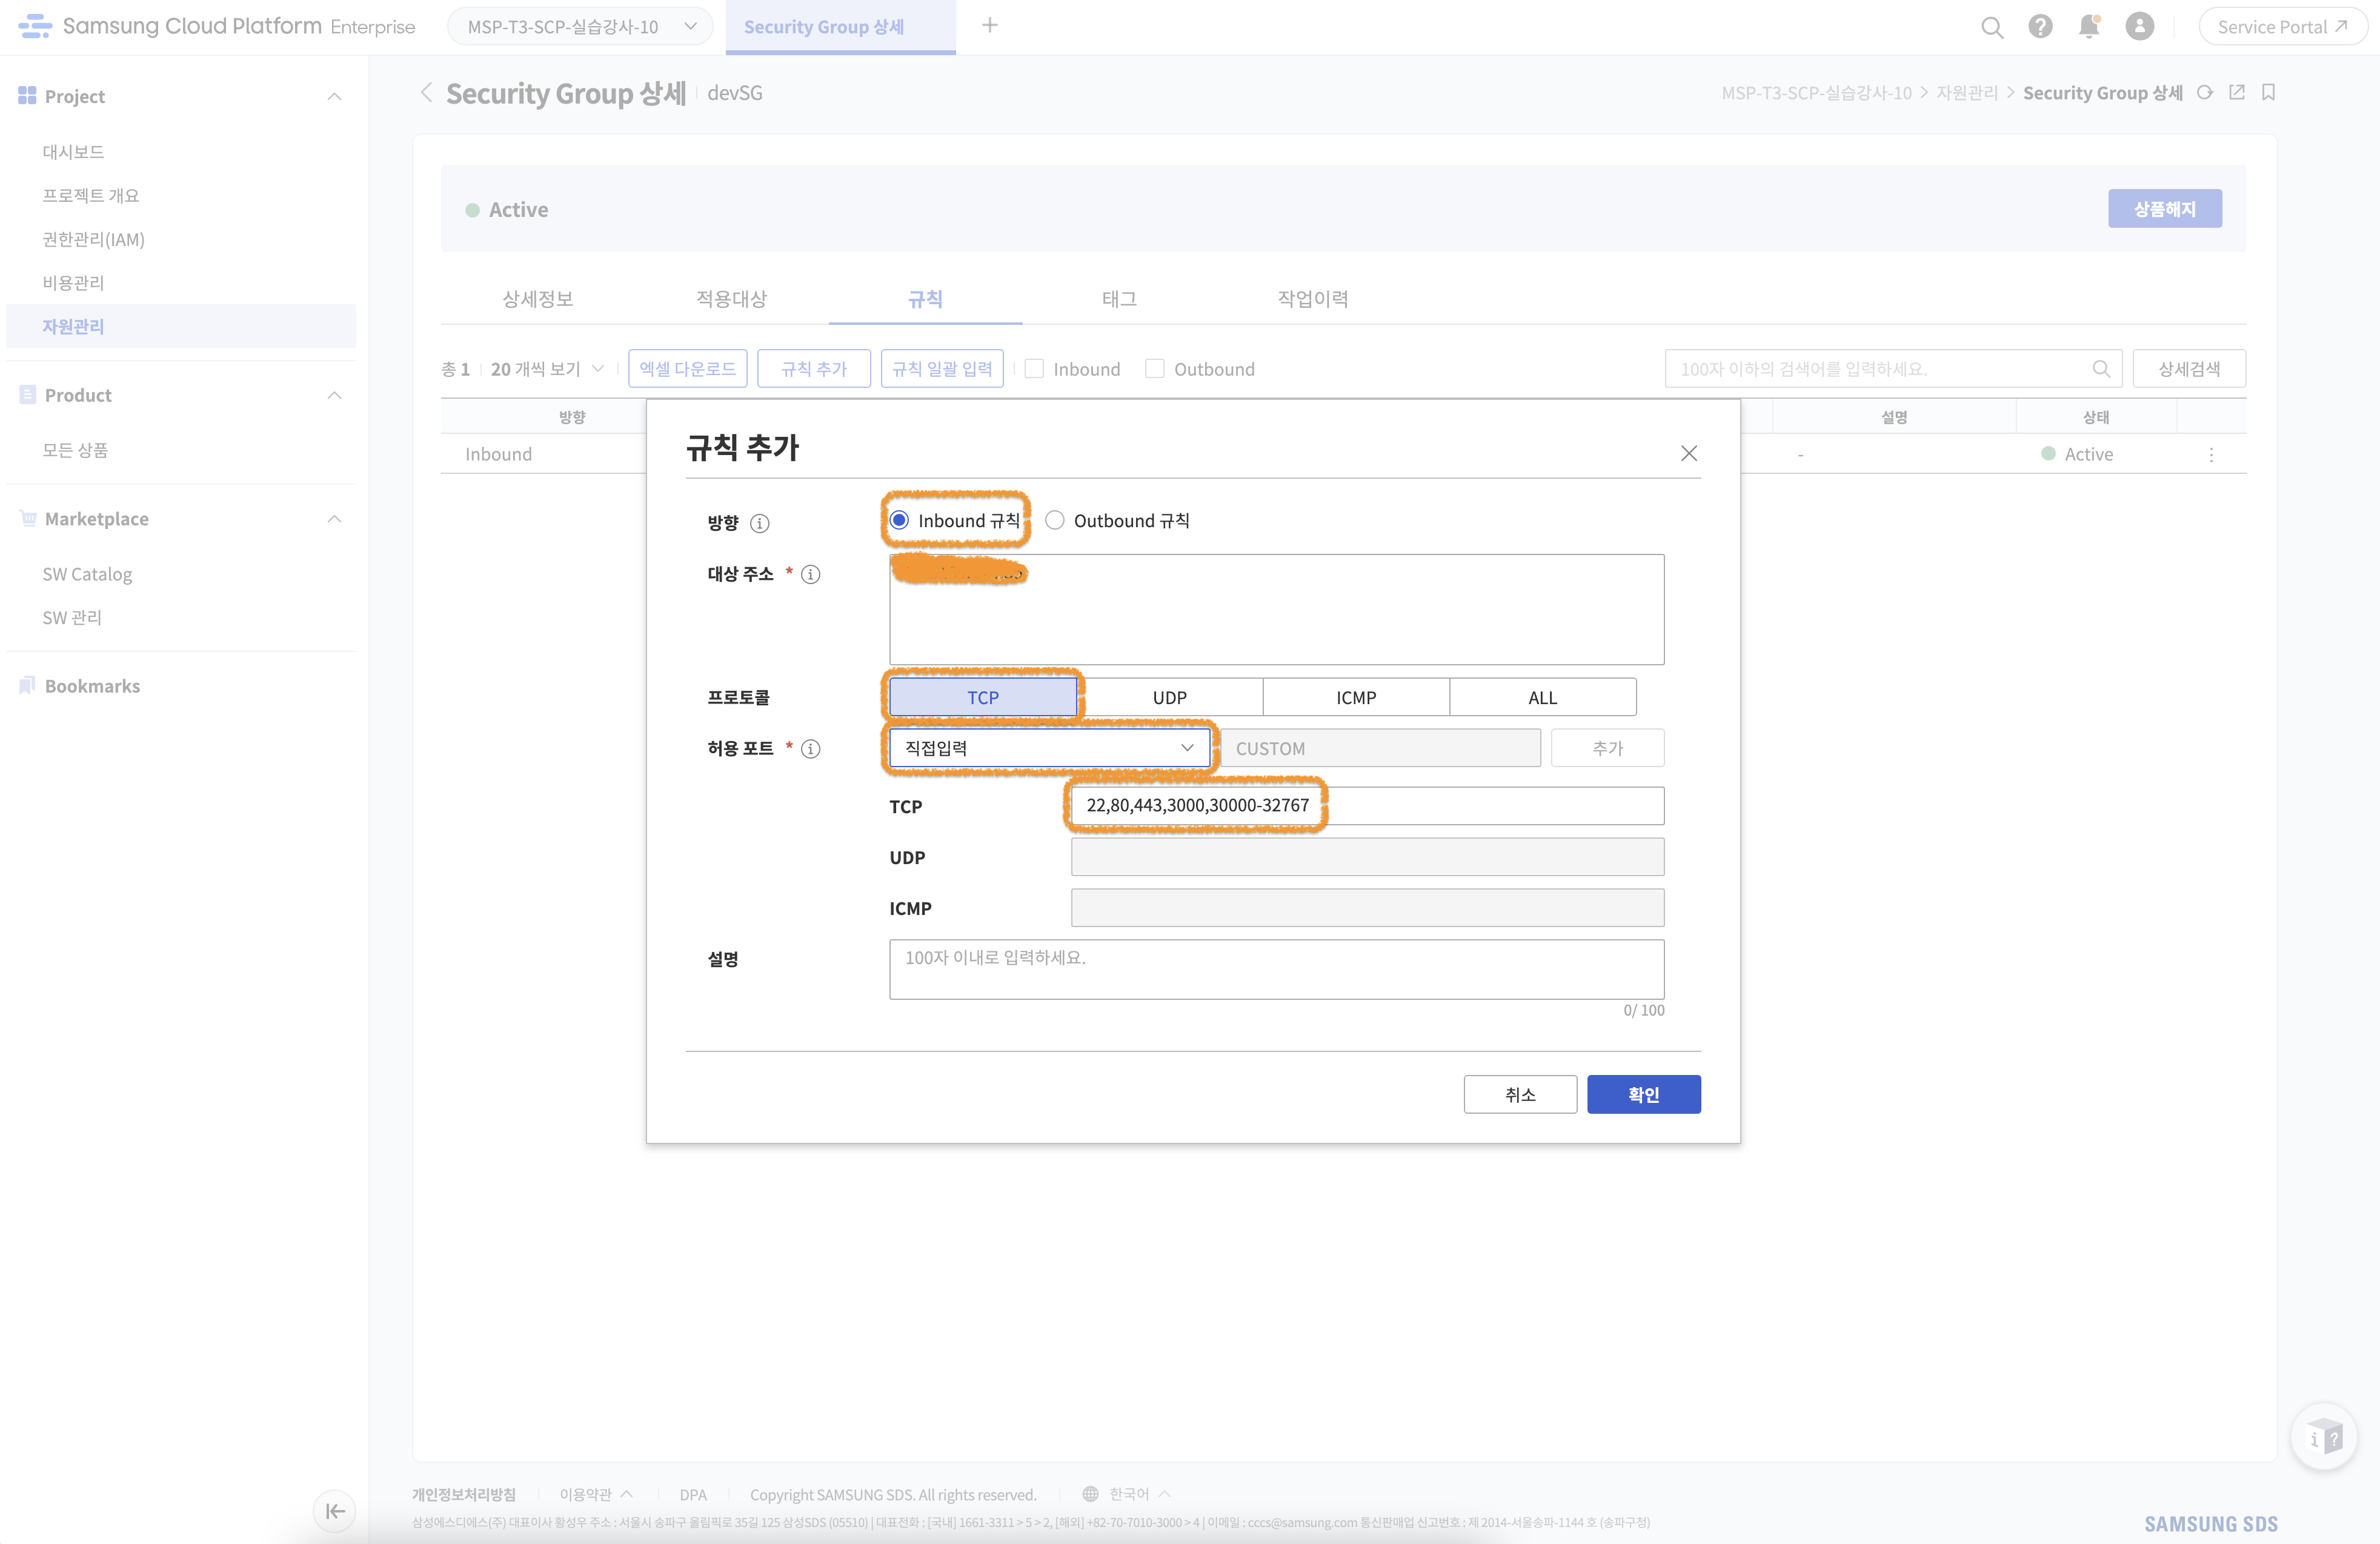 Samsung Cloud Platform Enterprise
MSP-T3-SCP-실습강사-10
Security Group 상세
Service Portal
Project
대시보드
프로젝트 개요
권한관리(IAM)
비용관리
자원관리
Product
모든 상품
Marketplace
SW Catalog
SW 관리
Bookmarks
Security Group 상세 devSG
MSP-T3-SCP-실습강사-10 > 자원관리 > Security Group 상세
Active
상품해지
상세정보 적용대상 규칙 태그 작업이력
총 1 20 개씩 보기 엑셀 다운로드 규칙 추가 규칙 일괄 입력 Inbound Outbound 100자 이하의 검색어를 입력하세요. 상세검색
방향 설명 상태
Inbound - Active
규칙 추가
방향 Inbound 규칙 Outbound 규칙
대상 주소 *
프로토콜 TCP UDP ICMP ALL
허용 포트 * 직접입력 CUSTOM 추가
TCP 22,80,443,3000,30000-32767
UDP
ICMP
설명 100자 이내로 입력하세요.
0/ 100
취소 확인
개인정보처리방침 이용약관 DPA Copyright SAMSUNG SDS. All rights reserved. 한국어
삼성에스디에스(주) 대표이사 황성우 주소 : 서울시 송파구 올림픽로 35길 125 삼성SDS (05510) | 대표전화 : [국내] 1661-3311 > 5 > 2, [해외] +82-70-7010-3000 > 4 | 이메일 : cccs@samsung.com 통신판매업 신고번호 : 제 2014-서울송파-1144 호 (송파구청)
SAMSUNG SDS